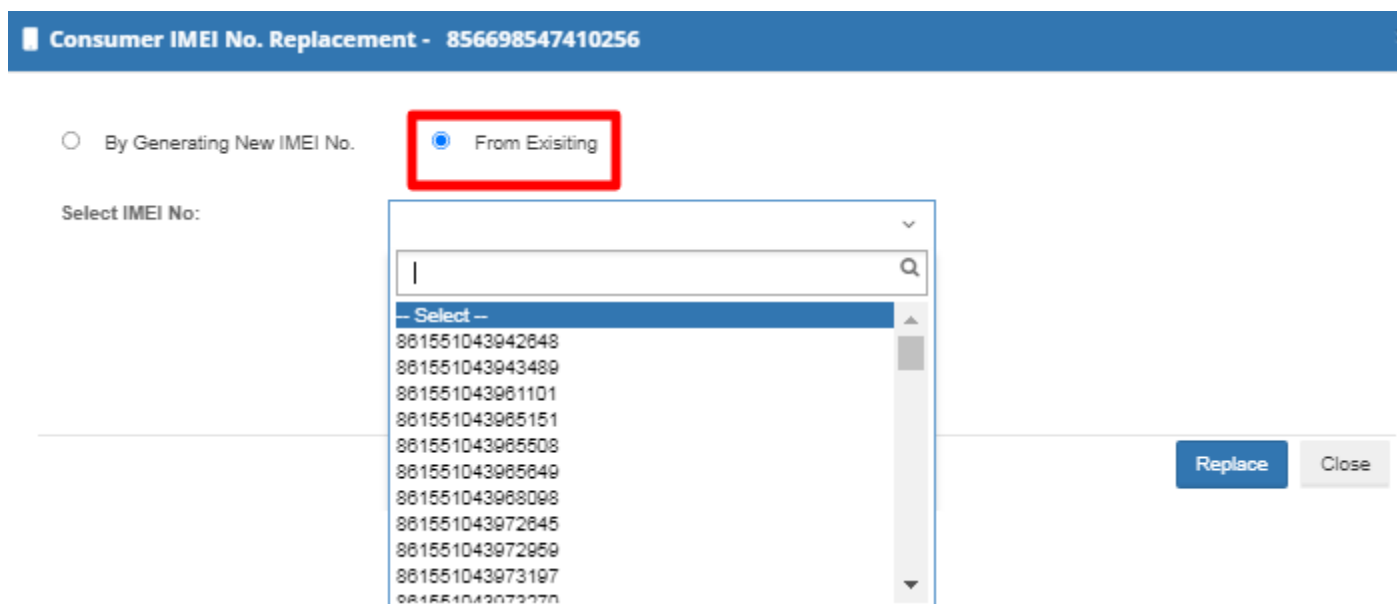 Consumer IMEI No. Replacement - 856698547410256
By Generating New IMEI No.
From Exisiting
Select IMEI No:
-- Select --
861551043942648
861551043943489
861551043961101
861551043965151
861551043965508
861551043965649
861551043968098
861551043972645
861551043972959
861551043973197
861551043973270
Replace
Close